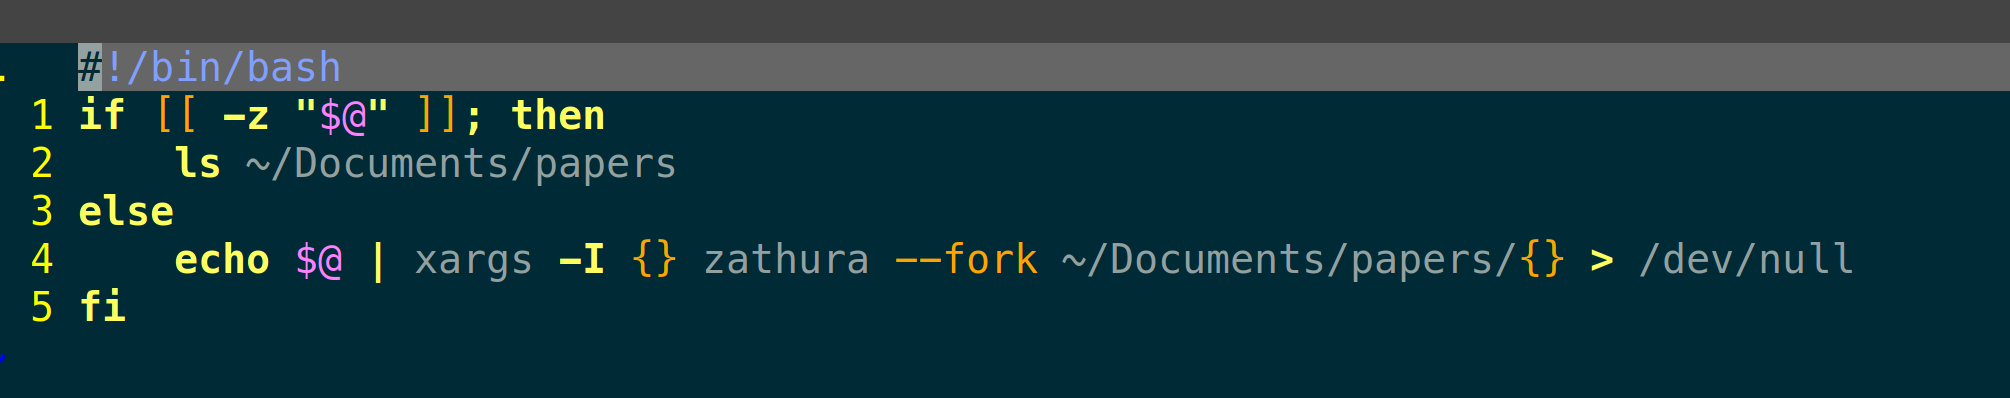 #!/bin/bash
1 if [[ -z "$@" ]]; then
2     ls ~/Documents/papers
3 else
4     echo $@ | xargs -I {} zathura --fork ~/Documents/papers/{} > /dev/null
5 fi